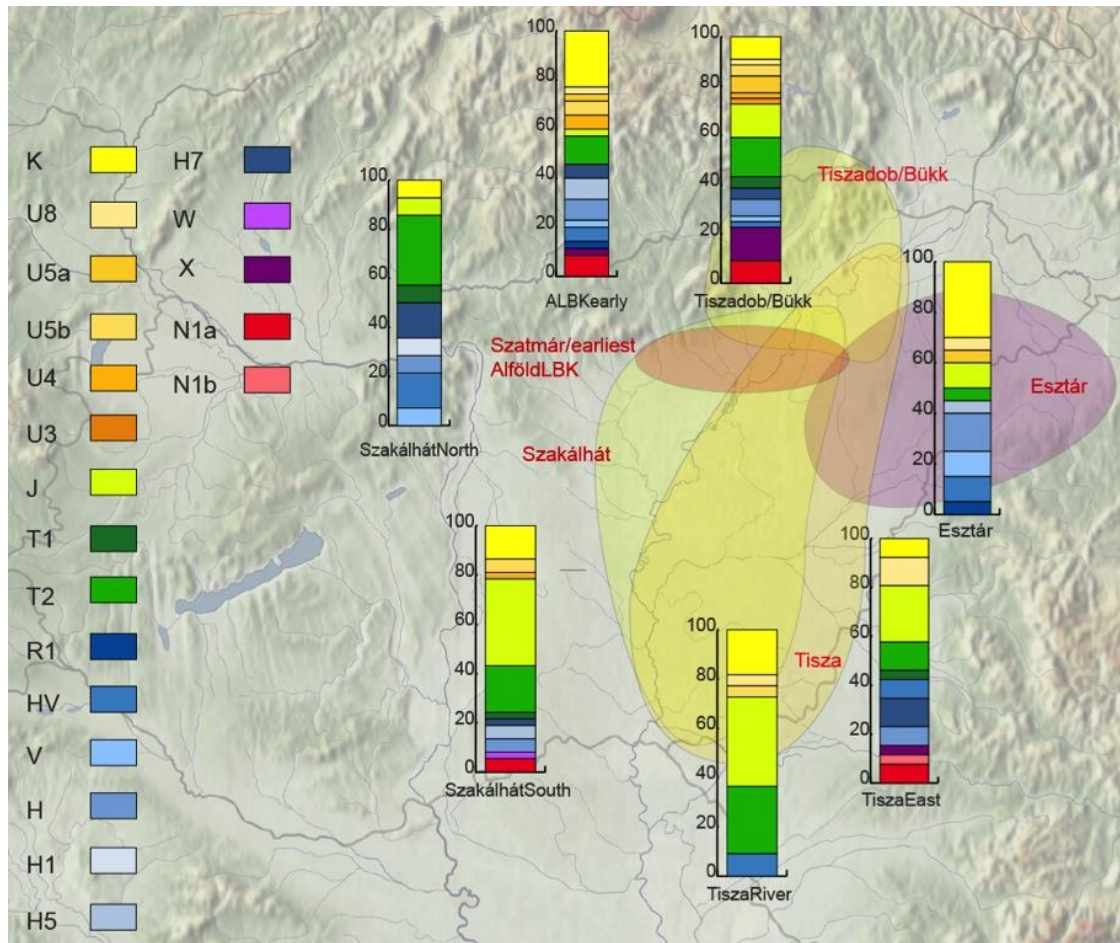 K
U8
U5a
U5b
U4
U3
J
T1
T2
R1
HV
V
H
H1
H5
H7
W
X
N1a
N1b
100
80
60
40
20
0
SzakálhátNorth
100
80
60
40
20
0
ALBKearly
100
80
60
40
20
0
Tiszadob/Bükk
Tiszadob/Bükk
Szatmár/earliest
AlföldLBK
Szakálhát
Esztár
100
80
60
40
20
0
Esztár
100
80
60
40
20
0
SzakálhátSouth
Tisza
100
80
60
40
20
0
TiszaRiver
100
80
60
40
20
0
TiszaEast